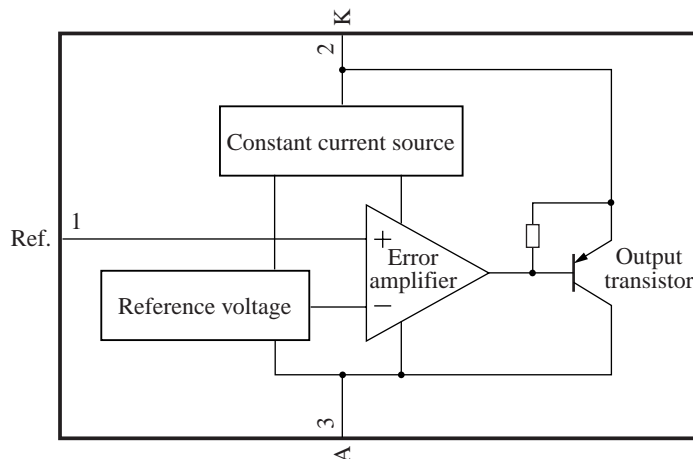 K
2
Constant current source
1
Ref.
+
Error
amplifier
Output
transistor
Reference voltage
−
3
A